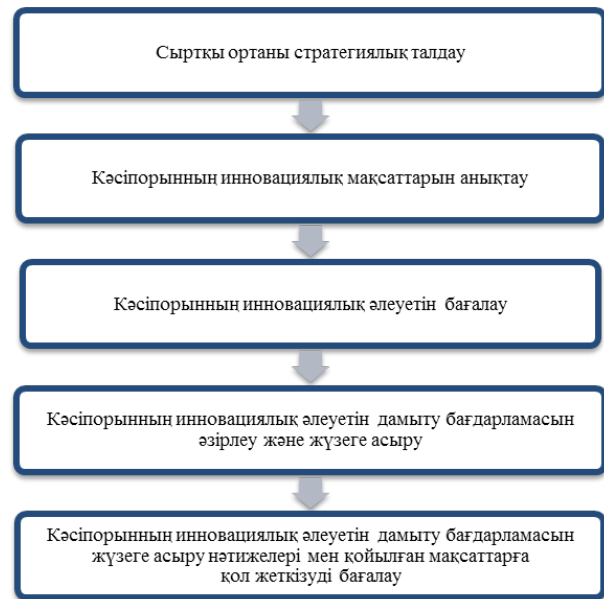 Сыртқы ортаны стратегиялық талдау
Кәсіпорынның инновациялық мақсаттарын анықтау
Кәсіпорынның инновациялық әлеуетін бағалау
Кәсіпорынның инновациялық әлеуетін дамыту бағдарламасын
әзірлеу және жүзеге асыру
Кәсіпорынның инновациялық әлеуетін дамыту бағдарламасын
жүзеге асыру нәтижелері мен қойылған мақсаттарға
қол жеткізуді бағалау